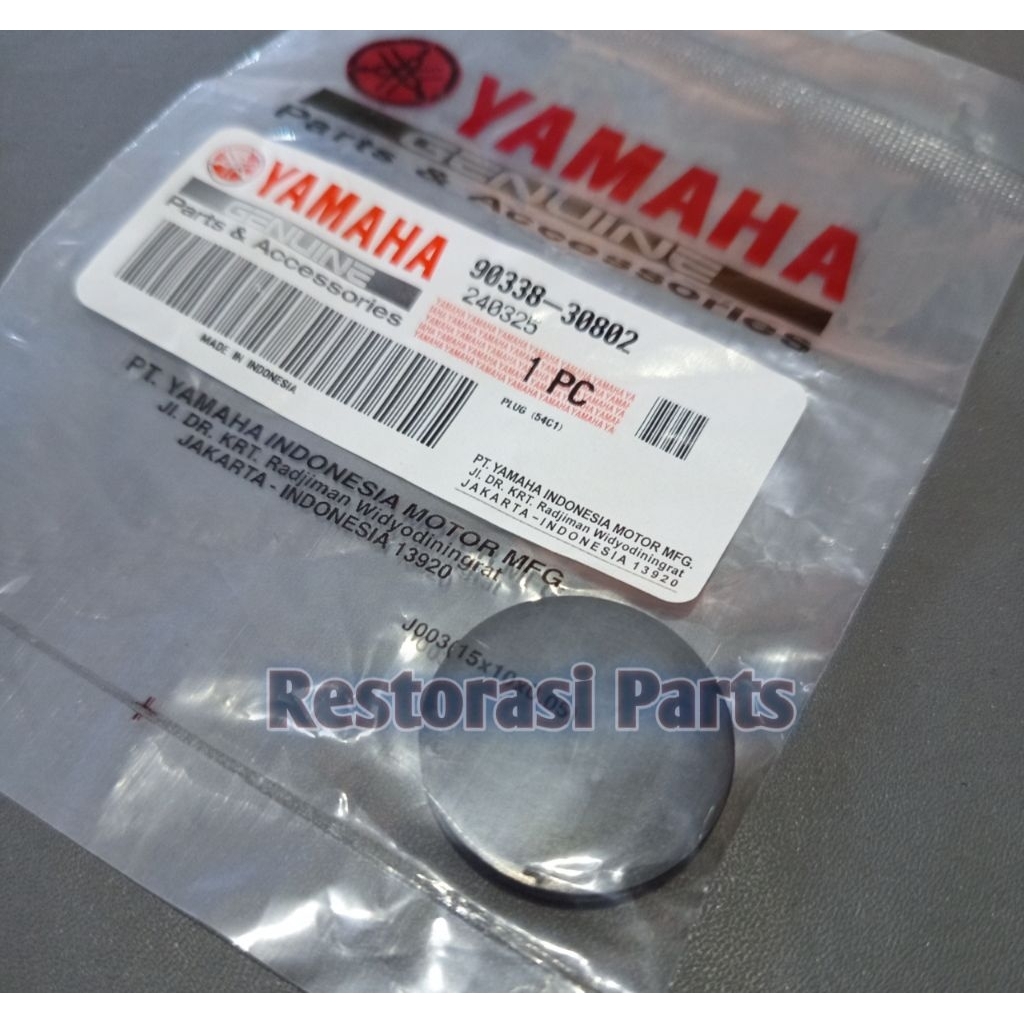 YAMAHA
GENUINE
Parts & Accessories
YAMAHA
GENUINE
Parts & Accessories
90338-30802
240325
1 PC
MADE IN INDONESIA
PLUG (54C1)
PT. YAMAHA INDONESIA MOTOR MFG.
Jl. DR. KRT. Radjiman Widyodiningrat
JAKARTA-INDONESIA 13920
PT. YAMAHA INDONESIA MOTOR MFG.
Jl. DR. KRT. Radjiman Widyodiningrat
JAKARTA - INDONESIA 13920
Restorasi Parts